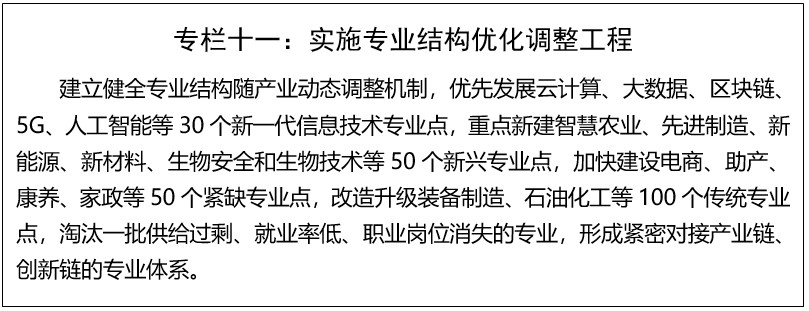 专栏十一：实施专业结构优化调整工程
建立健全专业结构随产业动态调整机制，优先发展云计算、大数据、区块链、
5G、人工智能等 30 个新一代信息技术专业点，重点新建智慧农业、先进制造、新
能源、新材料、生物安全和生物技术等 50 个新兴专业点，加快建设电商、助产、
康养、家政等 50 个紧缺专业点，改造升级装备制造、石油化工等 100 个传统专业
点，淘汰一批供给过剩、就业率低、职业岗位消失的专业，形成紧密对接产业链、
创新链的专业体系。